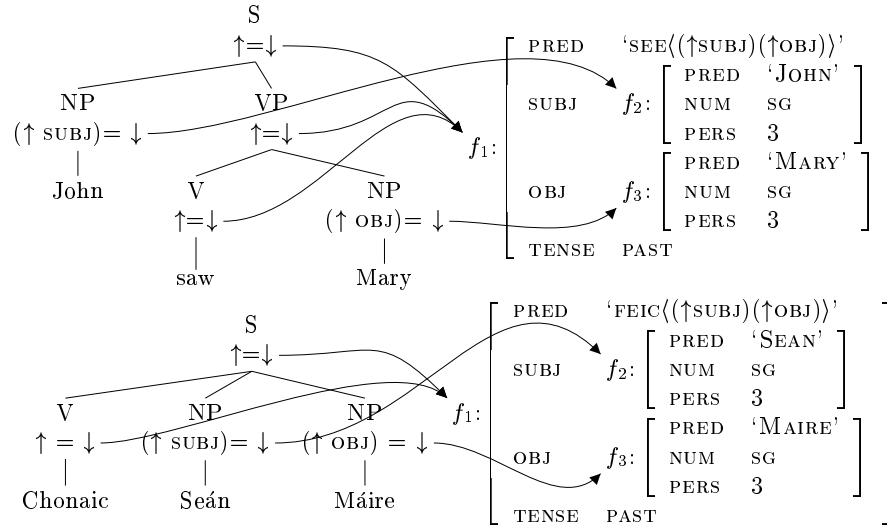 S
↑=↓
PRED ‘SEE⟨(↑SUBJ)(↑OBJ)⟩’
PRED ‘JOHN’
NP VP
SUBJ f₂: NUM SG
(↑ SUBJ)= ↓ ↑=↓
PERS 3
f₁:
PRED ‘MARY’
John V NP
OBJ f₃: NUM SG
↑=↓ (↑ OBJ)= ↓
PERS 3
TENSE PAST
saw Mary
PRED ‘FEIC⟨(↑SUBJ)(↑OBJ)⟩’
S
PRED ‘SEAN’
↑=↓
SUBJ f₂: NUM SG
PERS 3
V NP NP
f₁:
PRED ‘MAIRE’
↑ = ↓ (↑ SUBJ)= ↓ (↑ OBJ) = ↓
OBJ f₃: NUM SG
PERS 3
Chonaic Seán Máire
TENSE PAST